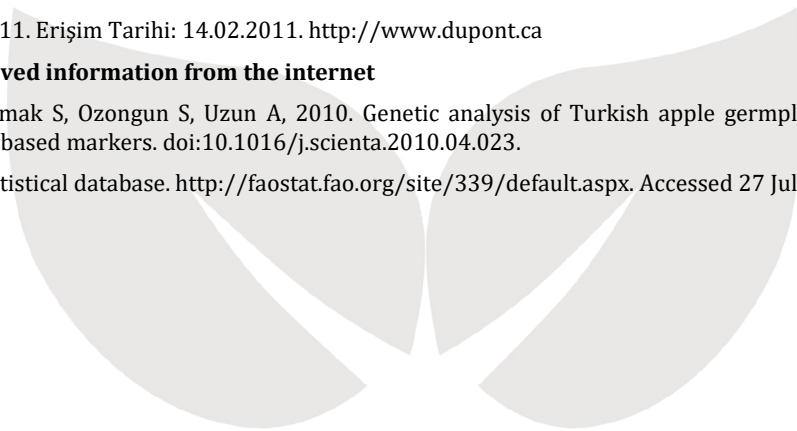 11. Erişim Tarihi: 14.02.2011. http://www.dupont.ca
ved information from the internet
mak S, Ozongun S, Uzun A, 2010. Genetic analysis of Turkish apple germpl
based markers. doi:10.1016/j.scienta.2010.04.023.
tistical database. http://faostat.fao.org/site/339/default.aspx. Accessed 27 Jul